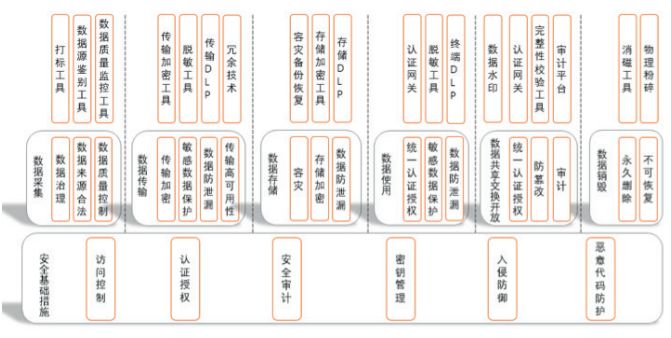 打标工具
数据源鉴别工具
数据质量监控工具
传输加密工具
脱敏工具
传输DLP
冗余技术
容灾备份恢复
存储加密工具
存储DLP
认证网关
脱敏工具
终端DLP
数据水印
认证网关
完整性校验工具
审计平台
消磁工具
物理粉碎
数据采集
数据治理
数据来源合法
数据质量控制
数据传输
传输加密
敏感数据保护
数据防泄漏
传输高可用性
数据存储
容灾
存储加密
数据防泄漏
数据使用
统一认证授权
敏感数据保护
数据防泄漏
数据共享交换开放
统一认证授权
防篡改
审计
数据销毁
永久删除
不可恢复
安全基础措施
访问控制
认证授权
安全审计
密钥管理
入侵防御
恶意代码防护